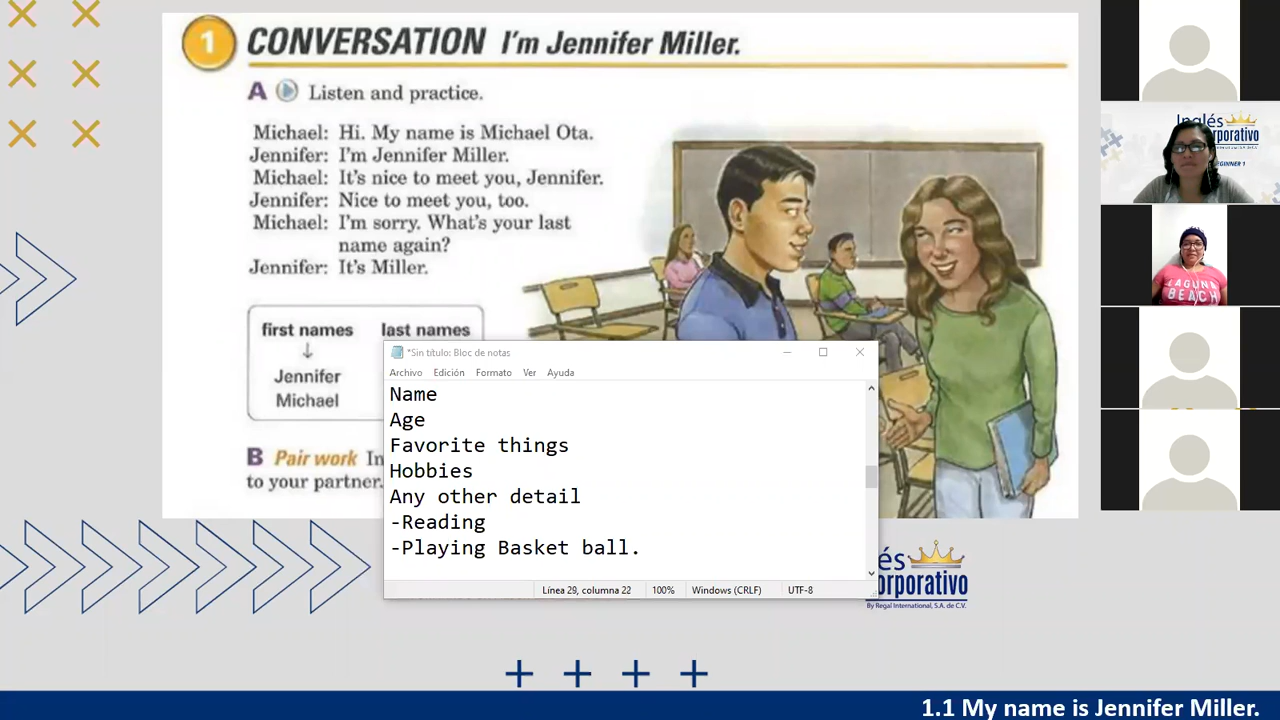 1 CONVERSATION I'm Jennifer Miller.
A Listen and practice.
Michael: Hi. My name is Michael Ota.
Jennifer: I'm Jennifer Miller.
Michael: It's nice to meet you, Jennifer.
Jennifer: Nice to meet you, too.
Michael: I'm sorry. What's your last
name again?
Jennifer: It's Miller.
first names last names
↓
Jennifer
Michael
B Pair work
to your partner.
*Sin título: Bloc de notas
Archivo Edición Formato Ver Ayuda
Name
Age
Favorite things
Hobbies
Any other detail
-Reading
-Playing Basket ball.
Línea 29, columna 22 100% Windows (CRLF) UTF-8
By Regal International, S.A. de C.V.
Inglés
LAGUNA
BEACH
1.1 My name is Jennifer Miller.